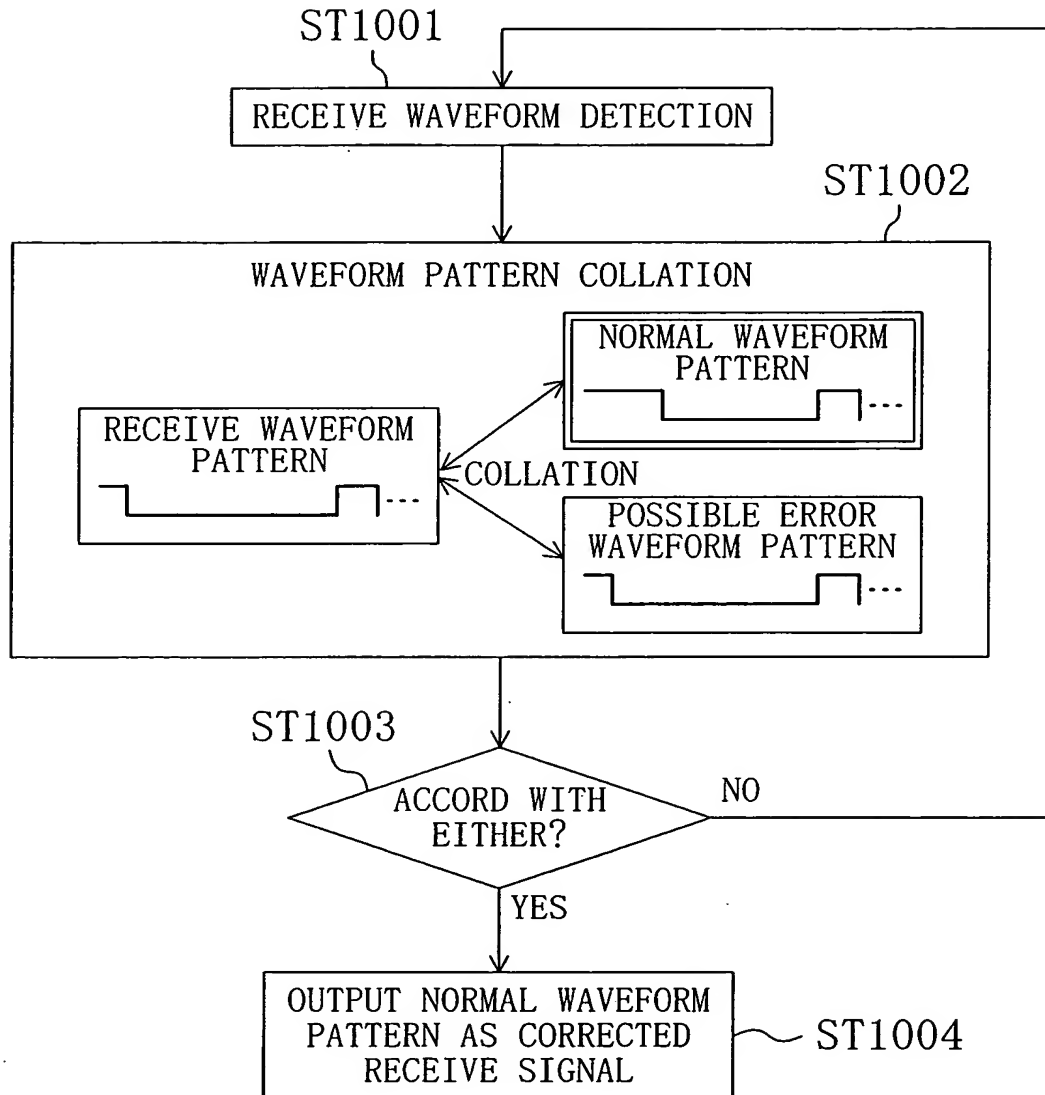 ST1001
RECEIVE WAVEFORM DETECTION
ST1002
WAVEFORM PATTERN COLLATION
NORMAL WAVEFORM
PATTERN
RECEIVE WAVEFORM
PATTERN
COLLATION
POSSIBLE ERROR
WAVEFORM PATTERN
ST1003
ACCORD WITH
EITHER?
NO
YES
OUTPUT NORMAL WAVEFORM
PATTERN AS CORRECTED
RECEIVE SIGNAL
ST1004